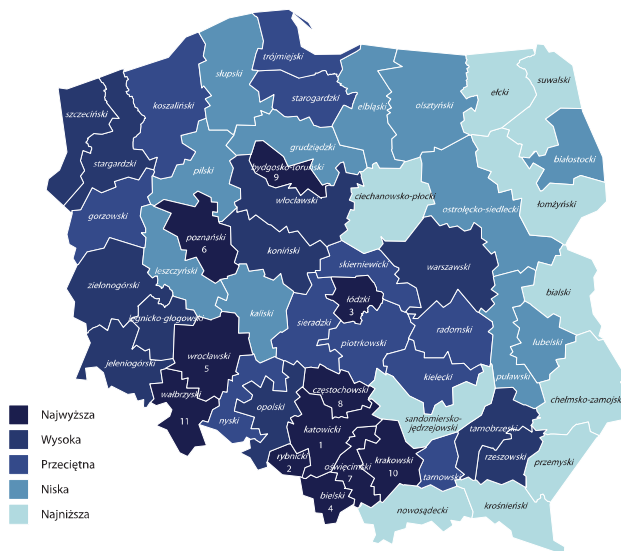 trójmiejski
słupski
suwalski
ełcki
koszaliński
starogardzki
elbląski
olsztyński
szczeciński
grudziądzki
białostocki
stargardzki
pilski
bydgosko-toruński
9
włocławski
ciechanowsko-płocki
łomżyński
ostrołęcko-siedlecki
gorzowski
poznański
6
koniński
leszczyński
skierniewicki
warszawski
zielonogórski
bialski
łódzki
3
kaliski
legnicko-głogowski
sieradzki
radomski
piotrkowski
lubelski
wrocławski
5
jeleniogórski
kielecki
puławski
wałbrzyski
11
częstochowski
8
opolski
chełmsko-zamojski
nyski
sandomiersko-
jędrzejowski
tarnobrzeski
katowicki
1
rybnicki
2
oświęcimski
7
krakowski
10
rzeszowski
przemyski
tarnowski
bielski
4
nowosądecki
krośnieński
Najwyższa
Wysoka
Przeciętna
Niska
Najniższa